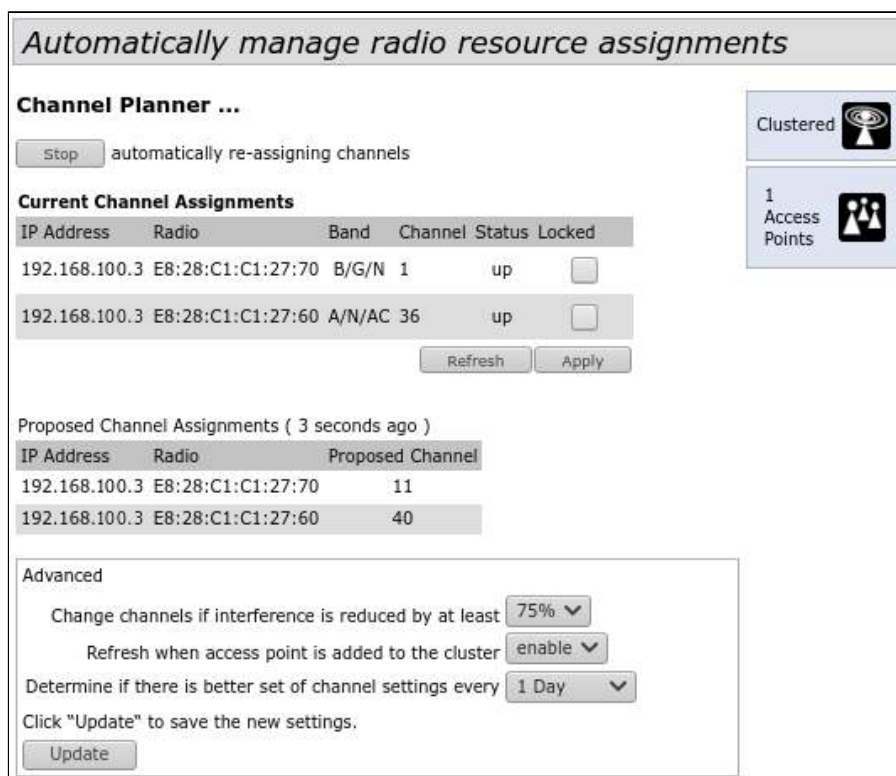 Automatically manage radio resource assignments
Channel Planner ...
Stop automatically re-assigning channels
Current Channel Assignments
IP Address Radio Band Channel Status Locked
192.168.100.3 E8:28:C1:C1:27:70 B/G/N 1 up
192.168.100.3 E8:28:C1:C1:27:60 A/N/AC 36 up
Refresh Apply
Proposed Channel Assignments ( 3 seconds ago )
IP Address Radio Proposed Channel
192.168.100.3 E8:28:C1:C1:27:70 11
192.168.100.3 E8:28:C1:C1:27:60 40
Advanced
Change channels if interference is reduced by at least 75%
Refresh when access point is added to the cluster enable
Determine if there is better set of channel settings every 1 Day
Click "Update" to save the new settings.
Update
Clustered
1
Access
Points